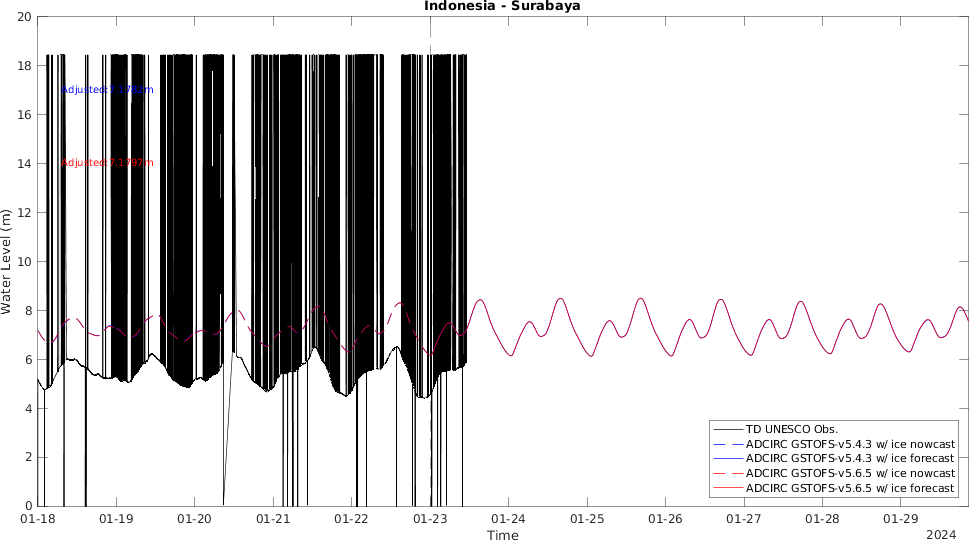 Indonesia - Surabaya
20
18
16
14
12
10
8
6
4
2
0
Water Level (m)
Adjusted:7.1797m
01-18
01-19
01-20
01-21
01-22
01-23
01-24
01-25
01-26
01-27
01-28
01-29
Time
2024
TD UNESCO Obs.
ADCIRC GSTOFS-v5.4.3 w/ ice nowcast
ADCIRC GSTOFS-v5.4.3 w/ ice forecast
ADCIRC GSTOFS-v5.6.5 w/ ice nowcast
ADCIRC GSTOFS-v5.6.5 w/ ice forecast